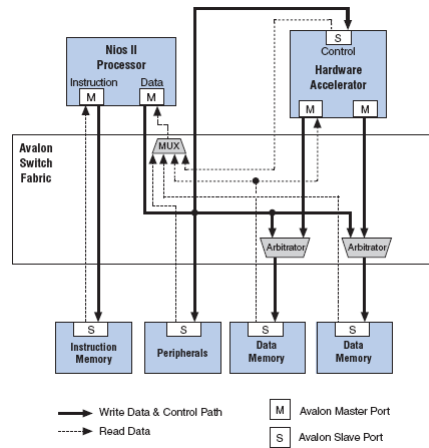 S
Control
Nios II
Processor
Instruction Data
M M
Hardware
Accelerator
M M
Avalon
Switch
Fabric
MUX
Arbitrator Arbitrator
S S S S
Instruction
Memory
Peripherals
Data
Memory
Data
Memory
Write Data & Control Path
Read Data
M Avalon Master Port
S Avalon Slave Port